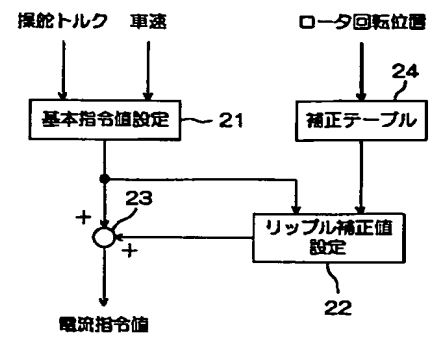 操舵トルク 車速 ロータ回転位置
24
基本指令値設定 21 補正テーブル
+ 23
+
リップル補正値
設定
22
電流指令値